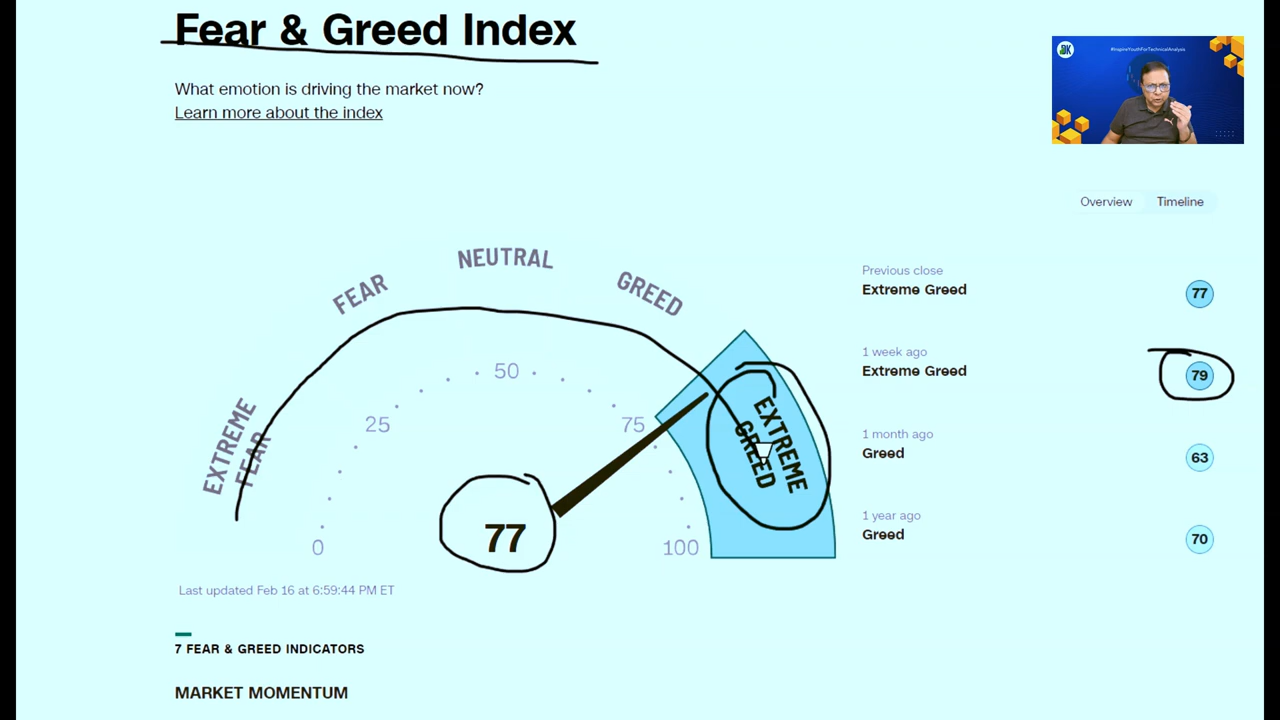 Fear & Greed Index
What emotion is driving the market now?
Learn more about the index
DK
#InspireYouthForTechnicalAnalysis
Overview
Timeline
EXTREME
FEAR
FEAR
NEUTRAL
GREED
EXTREME
GREED
0
25
50
75
100
77
Last updated Feb 16 at 6:59:44 PM ET
Previous close
Extreme Greed
77
1 week ago
Extreme Greed
79
1 month ago
Greed
63
1 year ago
Greed
70
7 FEAR & GREED INDICATORS
MARKET MOMENTUM